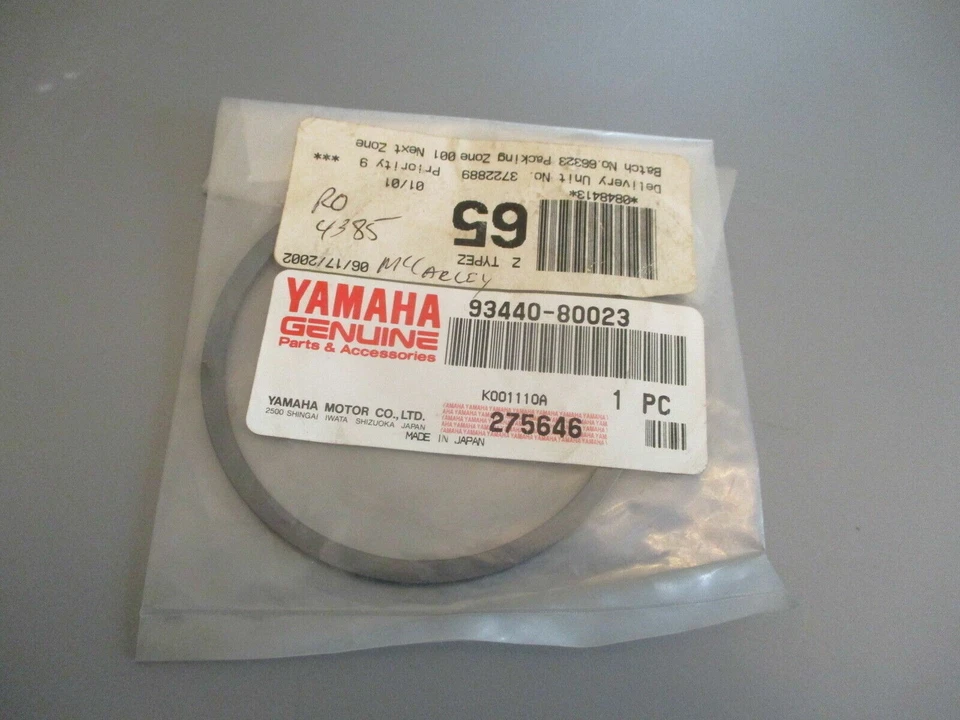 Z TYPEZ 06/17/2002
65
*0848413* 01/01
Delivery Unit No. 3722889 Priority 9 ***
Batch No.66323 Packing Zone 001 Next Zone
RO
4385
McCarley
YAMAHA
GENUINE
Parts & Accessories
93440-80023
K001110A
1 PC
YAMAHA MOTOR CO.,LTD.
2500 SHINGAI IWATA SHIZUOKA JAPAN
MADE IN JAPAN
275646